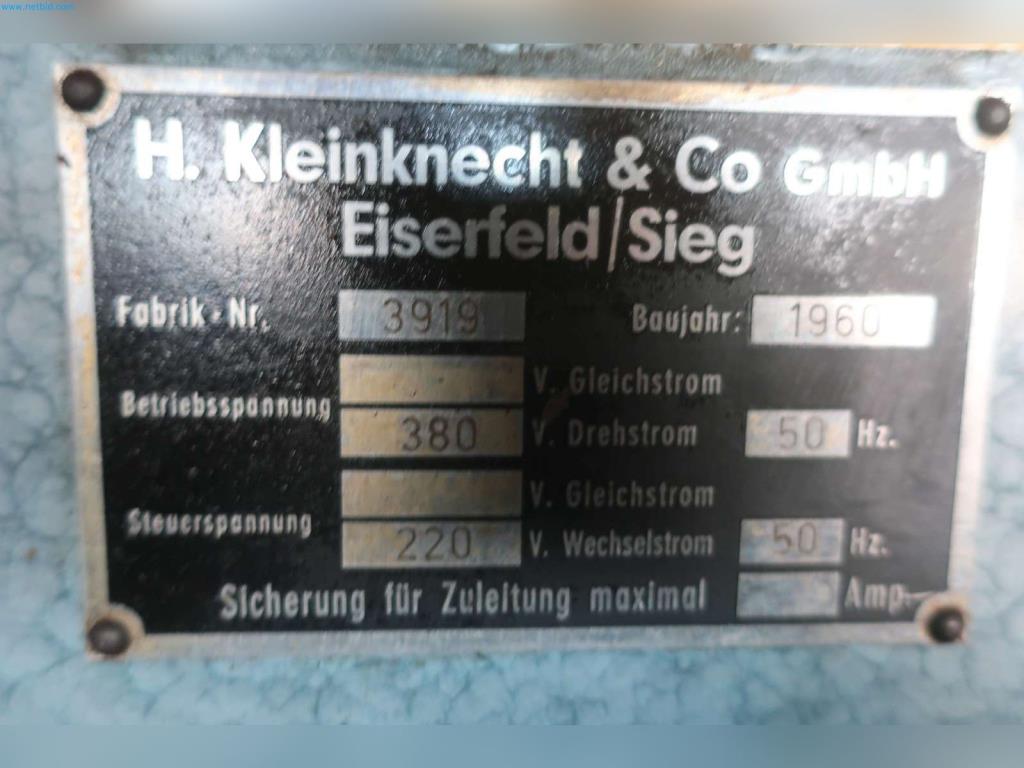 www.netbid.com
H. Kleinknecht & Co GmbH
Eiserfeld/Sieg
Fabrik-Nr. 3919 Baujahr: 1960
V. Gleichstrom
Betriebsspannung
380 V. Drehstrom 50 Hz.
V. Gleichstrom
Steuerspannung
220 V. Wechselstrom 50 Hz.
Sicherung für Zuleitung maximal Amp.